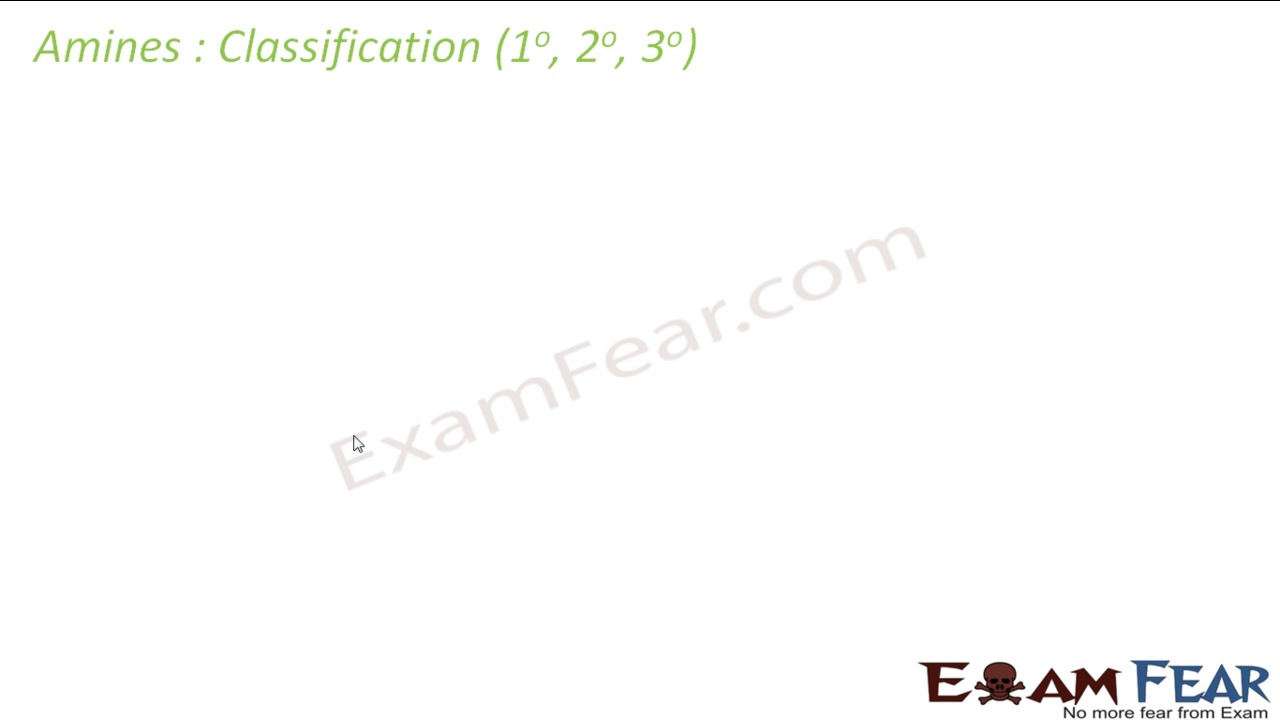 Amines : Classification (1º, 2º, 3º)
ExamFear.com
EXAM FEAR
No more fear from Exam